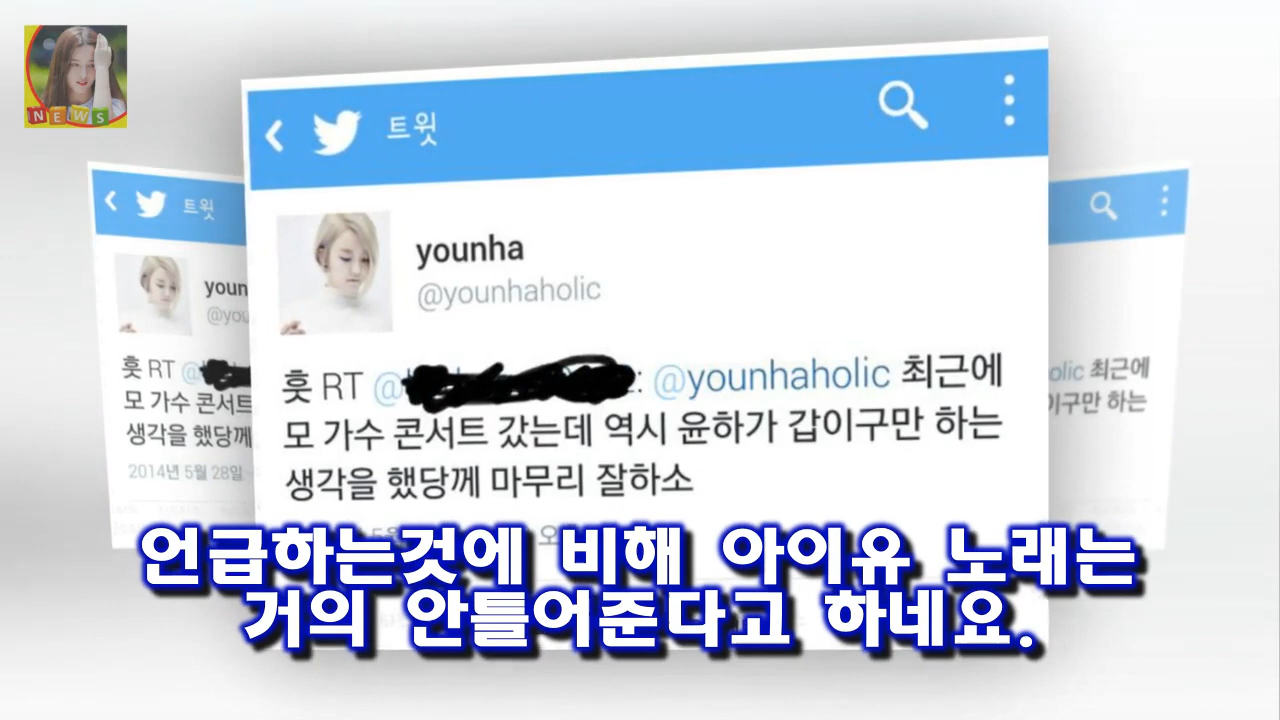 NEWS
트윗
younha
@younhaholic
훗 RT @ : @younhaholic 최근에
모 가수 콘서트 갔는데 역시 윤하가 갑이구만 하는
생각을 했당께 마무리 잘하소
트윗
youn
@you
훗 RT @
모 가수 콘서트
생각을 했당께
2014년 5월 28일
olic 최근에
이구만 하는
언급하는것에 비해 아이유 노래는
거의 안틀어준다고 하네요.